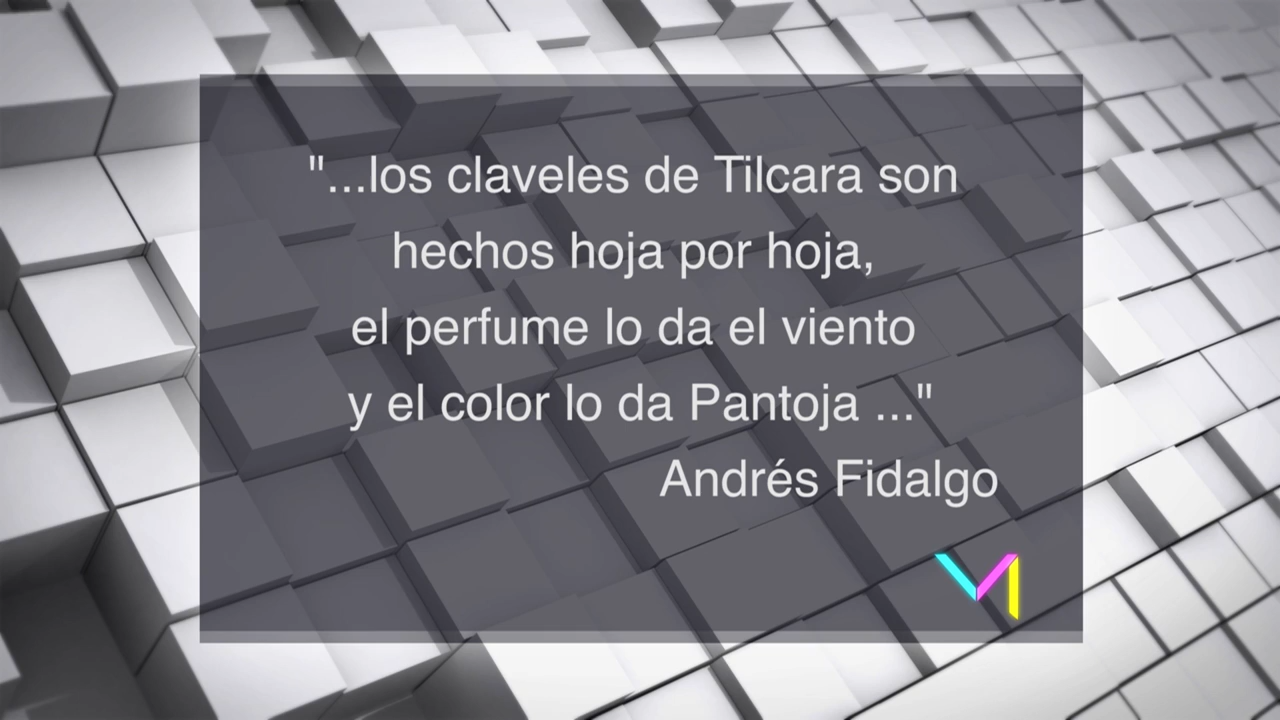 "...los claveles de Tilcara son
hechos hoja por hoja,
el perfume lo da el viento
y el color lo da Pantoja ..."
Andrés Fidalgo